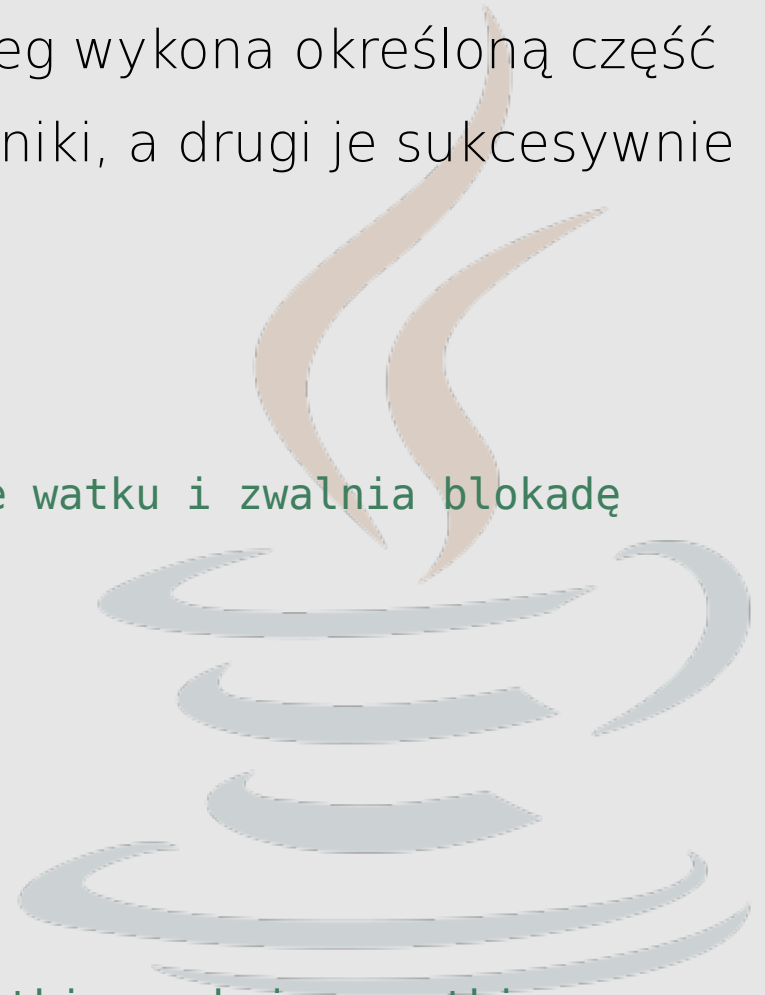 eg wykona określoną część
niki, a drugi je sukcesywnie
e watku i zwalnia blokadę